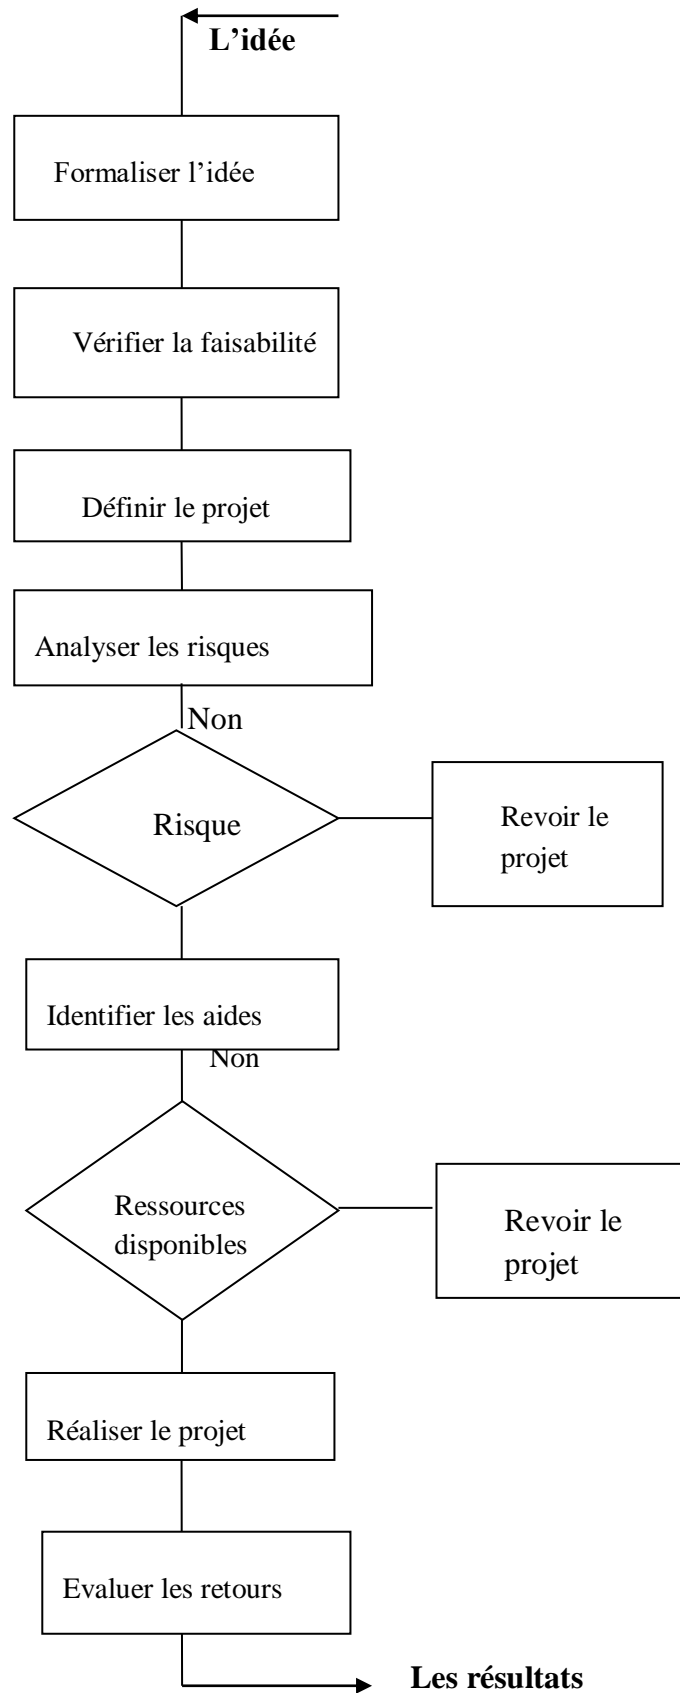 L’idée
Formaliser l’idée
Vérifier la faisabilité
Définir le projet
Analyser les risques
Non
Risque
Revoir le
projet
Identifier les aides
Non
Ressources
disponibles
Revoir le
projet
Réaliser le projet
Evaluer les retours
Les résultats